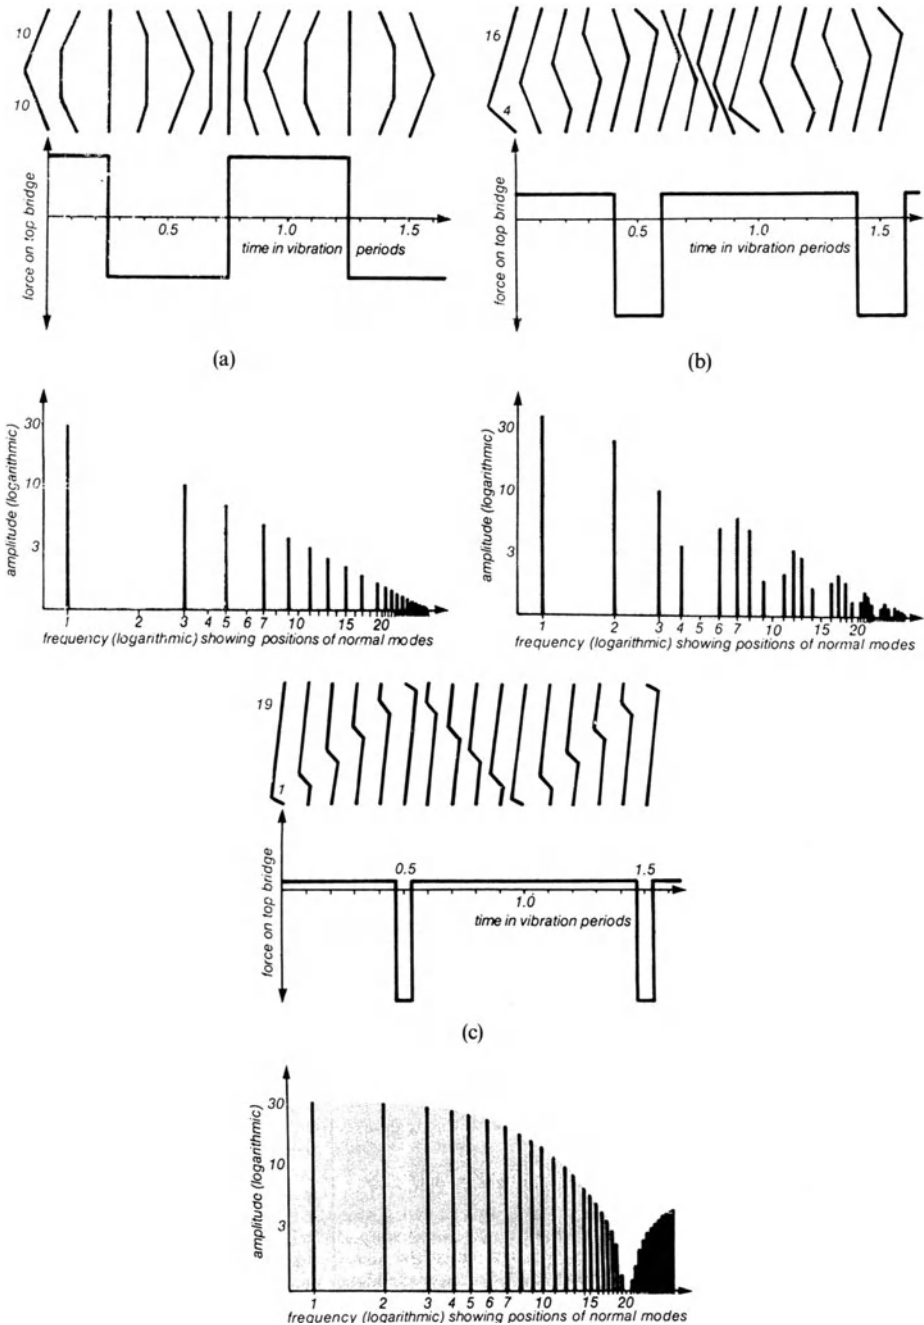 10
10
force on top bridge
0.5
1.0
1.5
time in vibration periods
(a)
16
4
force on top bridge
0.5
1.0
1.5
time in vibration periods
(b)
amplitude (logarithmic)
30
10
3
1 2 3 4 5 6 7 10 15 20
frequency (logarithmic) showing positions of normal modes
amplitude (logarithmic)
30
10
3
1 2 3 4 5 6 7 10 15 20
frequency (logarithmic) showing positions of normal modes
19
1
force on top bridge
0.5
1.5
1.0
time in vibration periods
(c)
amplitude (logarithmic)
30
10
3
1 2 3 4 5 6 7 10 15 20
frequency (logarithmic) showing positions of normal modes